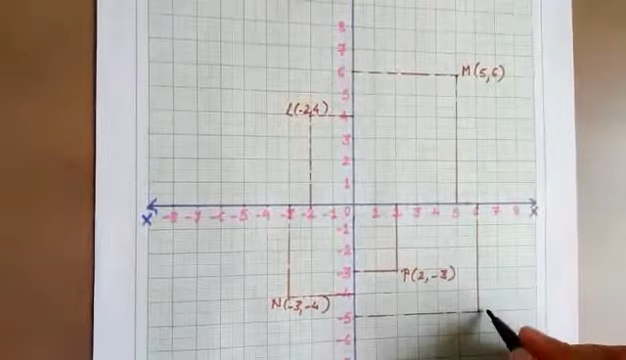 8
7
6
M(5,6)
5
L(-2,4)
4
3
2
1
X' -8 -7 -6 -5 -4 -3 -2 -1 0 1 2 3 4 5 6 7 8 X
-1
-2
-3
P(2,-3)
-4
N(-3,-4)
-5
-6